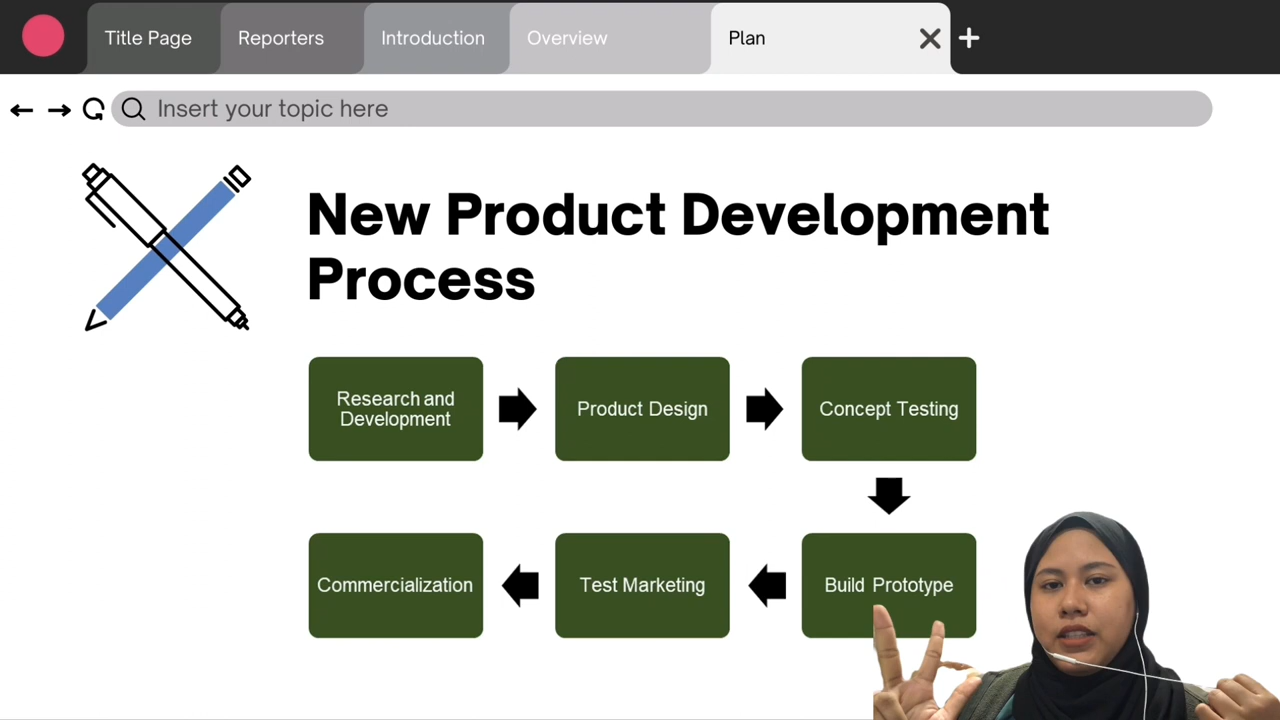 Title Page
Reporters
Introduction
Overview
Plan
Insert your topic here
New Product Development
Process
Research and
Development
Product Design
Concept Testing
Commercialization
Test Marketing
Build Prototype